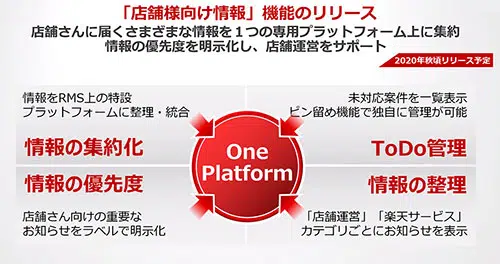 「店舗様向け情報」機能のリリース
店舗さんに届くさまざまな情報を1つの専用プラットフォーム上に集約
情報の優先度を明示化し、店舗運営をサポート
2020年秋頃リリース予定
情報をRMS上の特設
プラットフォームに整理・統合
情報の集約化
未対応案件を一覧表示
ピン留め機能で独自に管理が可能
ToDo管理
One
Platform
情報の優先度
店舗さん向けの重要な
お知らせをラベルで明示化
情報の整理
「店舗運営」「楽天サービス」
カテゴリごとにお知らせを表示